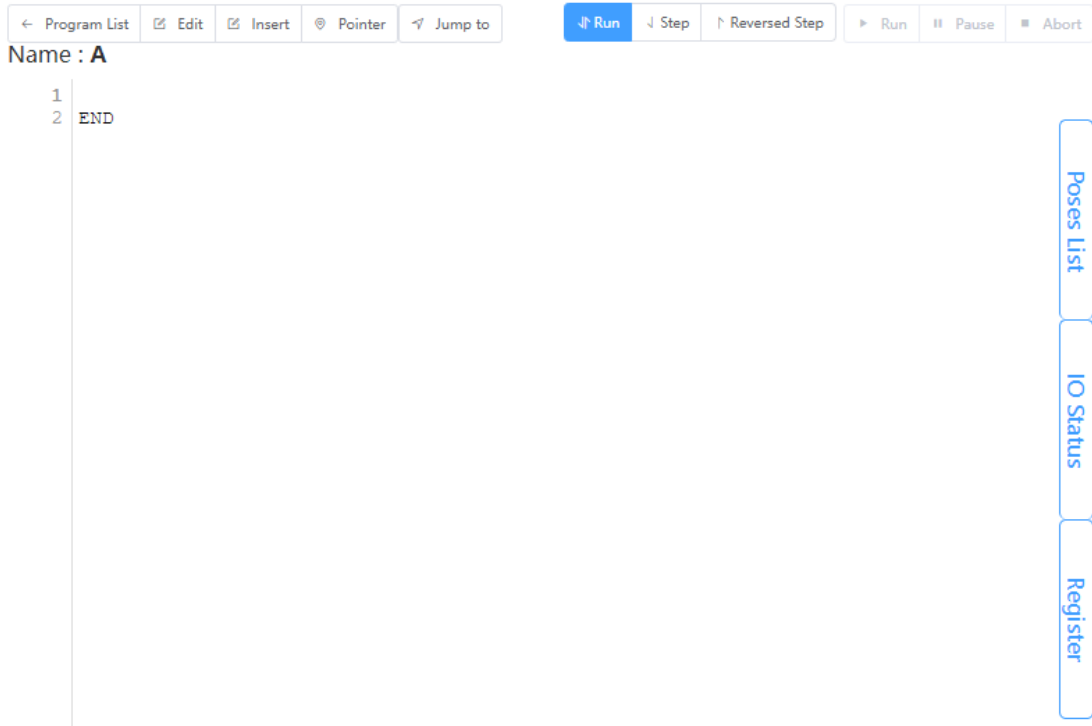 Program List Edit Insert Pointer Jump to Run Step Reversed Step Run Pause Abort
Name : A
1
2 END
Poses List
IO Status
Register